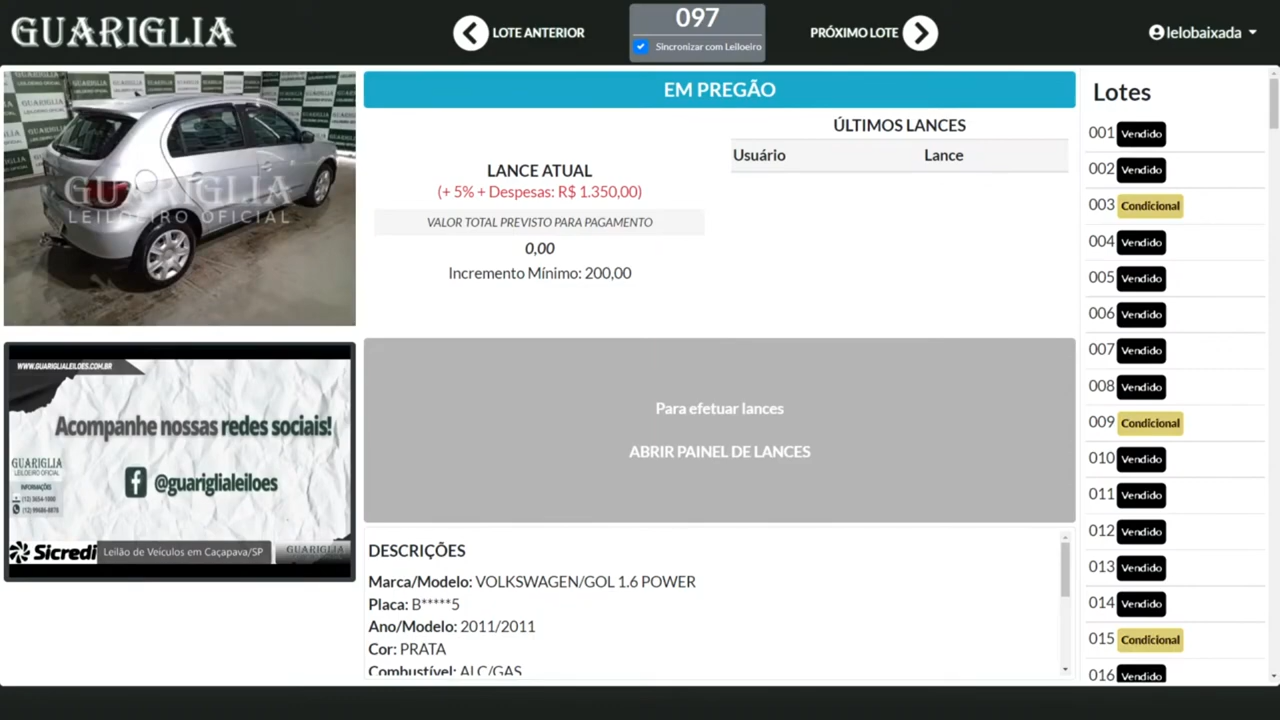 GUARIGLIA
LOTE ANTERIOR
097
Sincronizar com Leiloeiro
PRÓXIMO LOTE
lelobaixada
GUARIGLIA
LEILOEIRO OFICIAL
EM PREGÃO
LANCE ATUAL
(+ 5% + Despesas: R$ 1.350,00)
VALOR TOTAL PREVISTO PARA PAGAMENTO
0,00
Incremento Mínimo: 200,00
ÚLTIMOS LANCES
Usuário Lance
WWW.GUARIGLIALEILOES.COM.BR
Acompanhe nossas redes sociais!
@guariglialeiloes
GUARIGLIA
LEILOEIRO OFICIAL
INFORMAÇÕES
(12) 3654-1000
Sicredi
Leilão de Veículos em Caçapava/SP
GUARIGLIA
Para efetuar lances
ABRIR PAINEL DE LANCES
DESCRIÇÕES
Marca/Modelo: VOLKSWAGEN/GOL 1.6 POWER
Placa: B*****5
Ano/Modelo: 2011/2011
Cor: PRATA
Combustível: ALC/GAS
Lotes
001 Vendido
002 Vendido
003 Condicional
004 Vendido
005 Vendido
006 Vendido
007 Vendido
008 Vendido
009 Condicional
010 Vendido
011 Vendido
012 Vendido
013 Vendido
014 Vendido
015 Condicional
016 Vendido